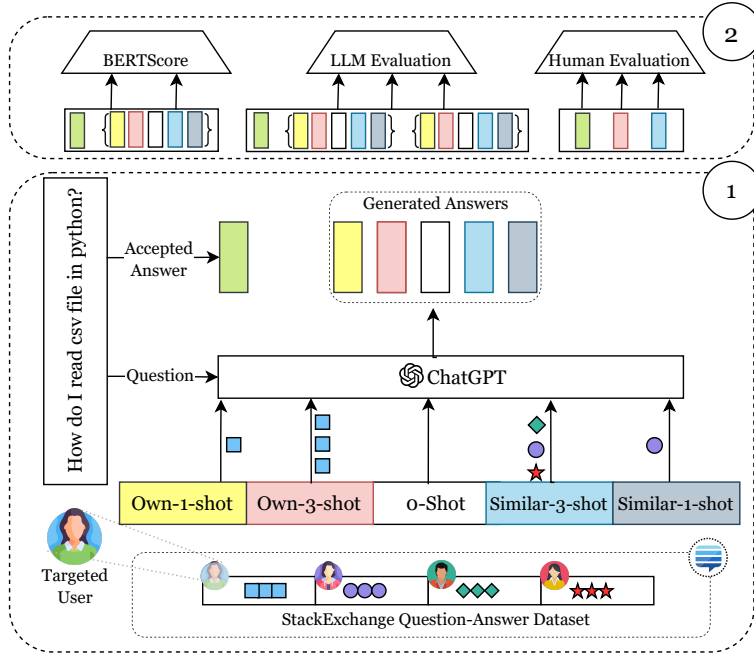 2
BERTScore
LLM Evaluation
Human Evaluation
{
}
{
}
{
}
1
How do I read csv file in python?
Generated Answers
Accepted
Answer
Question
ChatGPT
Own-1-shot
Own-3-shot
0-Shot
Similar-3-shot
Similar-1-shot
Targeted
User
StackExchange Question-Answer Dataset